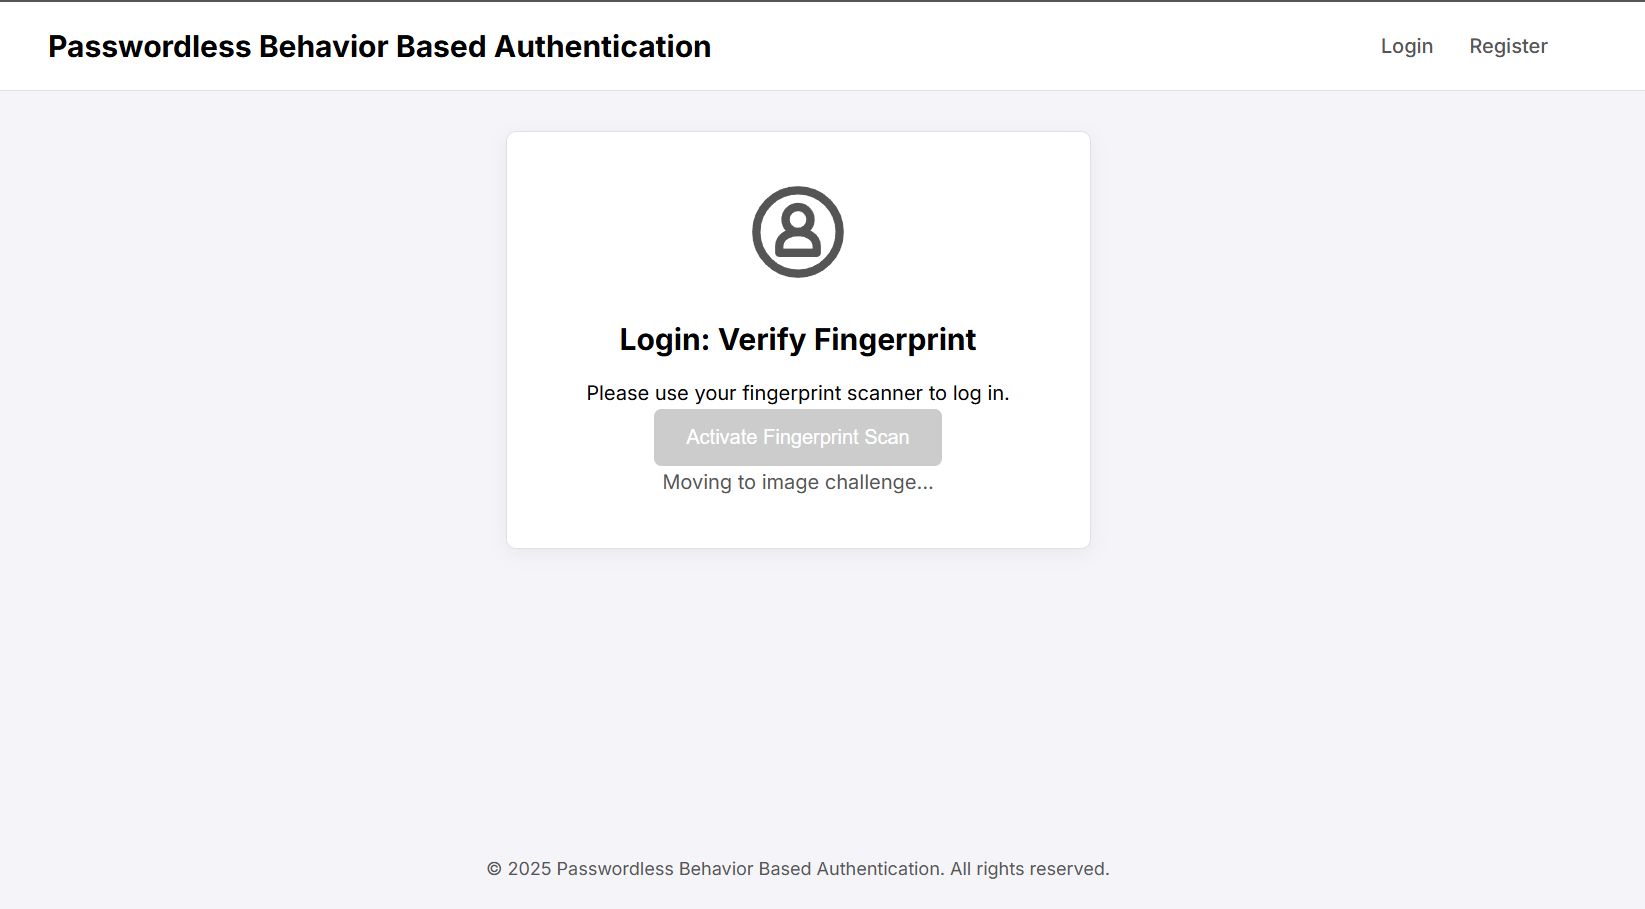 Passwordless Behavior Based Authentication
Login
Register
Login: Verify Fingerprint
Please use your fingerprint scanner to log in.
Activate Fingerprint Scan
Moving to image challenge...
© 2025 Passwordless Behavior Based Authentication. All rights reserved.